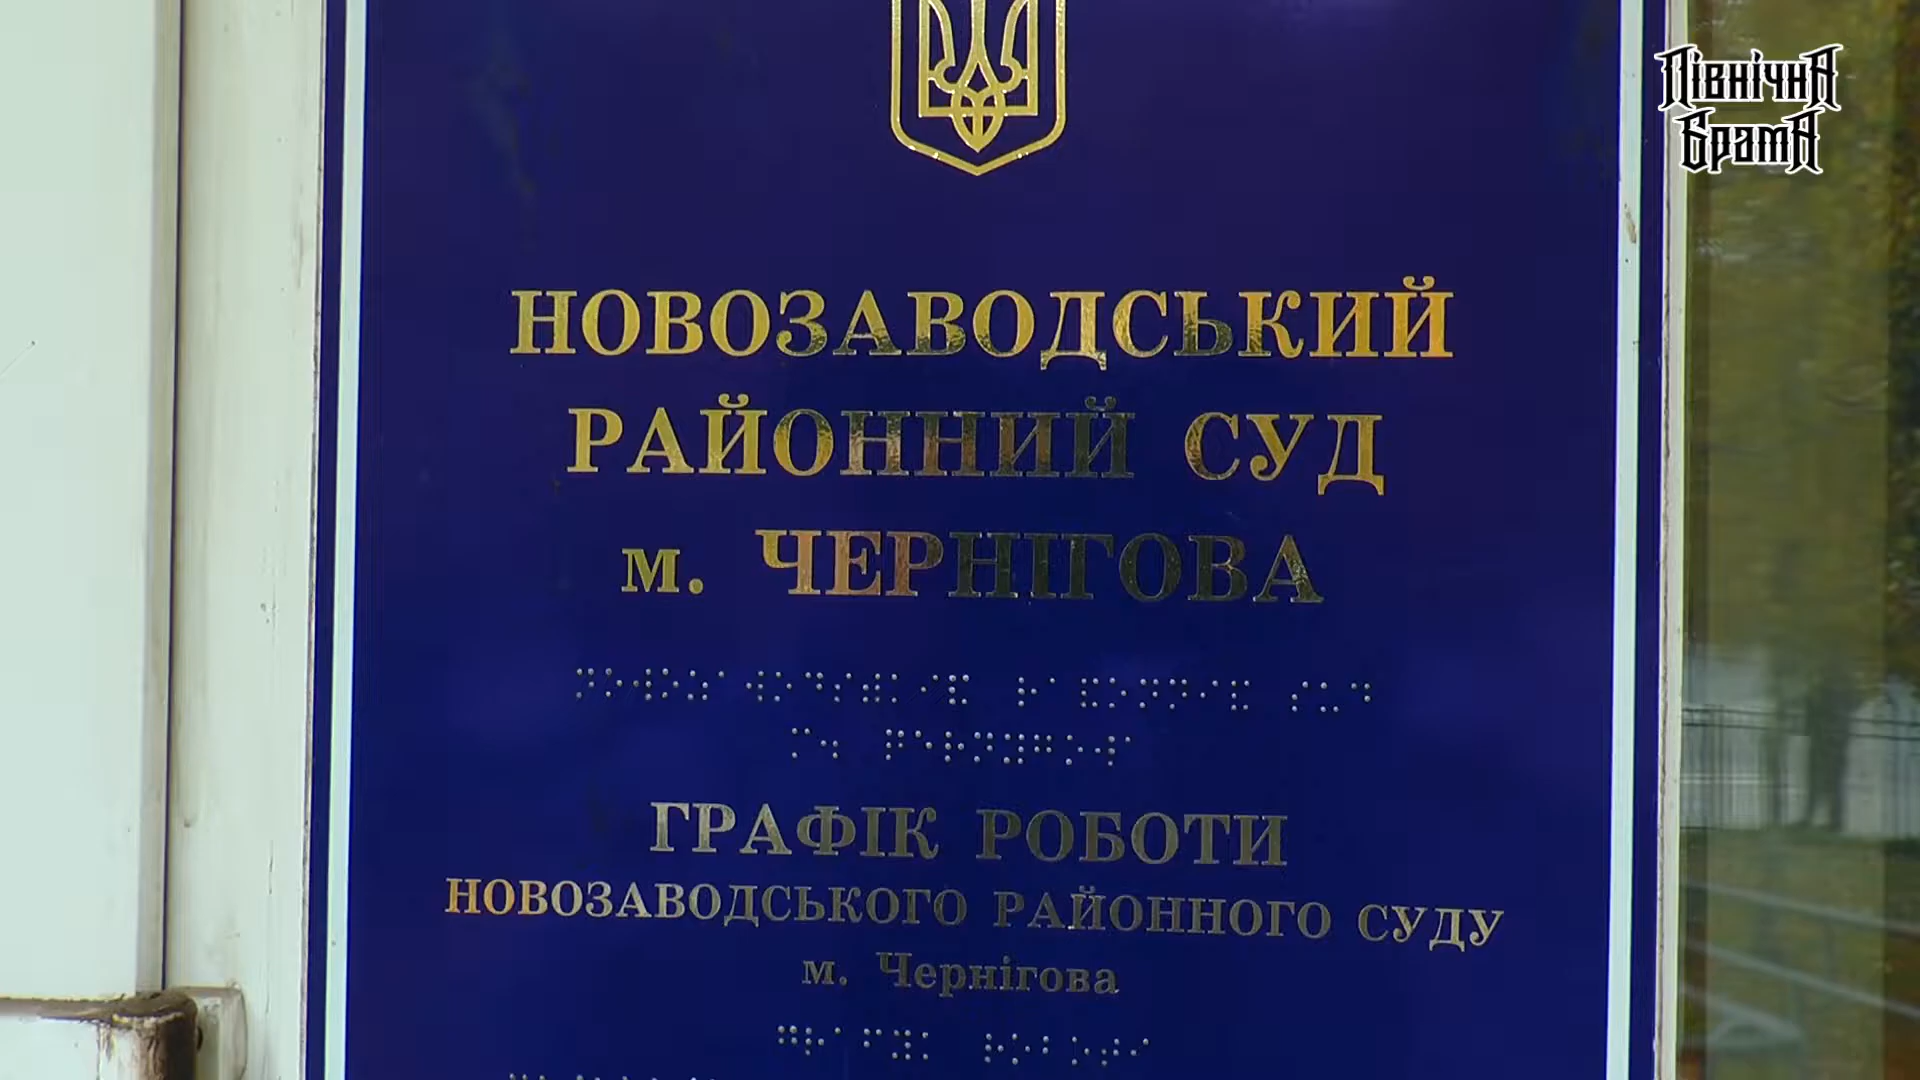 Північна
Брама
НОВОЗАВОДСЬКИЙ
РАЙОННИЙ СУД
м. ЧЕРНІГОВА
ГРАФІК РОБОТИ
НОВОЗАВОДСЬКОГО РАЙОННОГО СУДУ
м. Чернігова